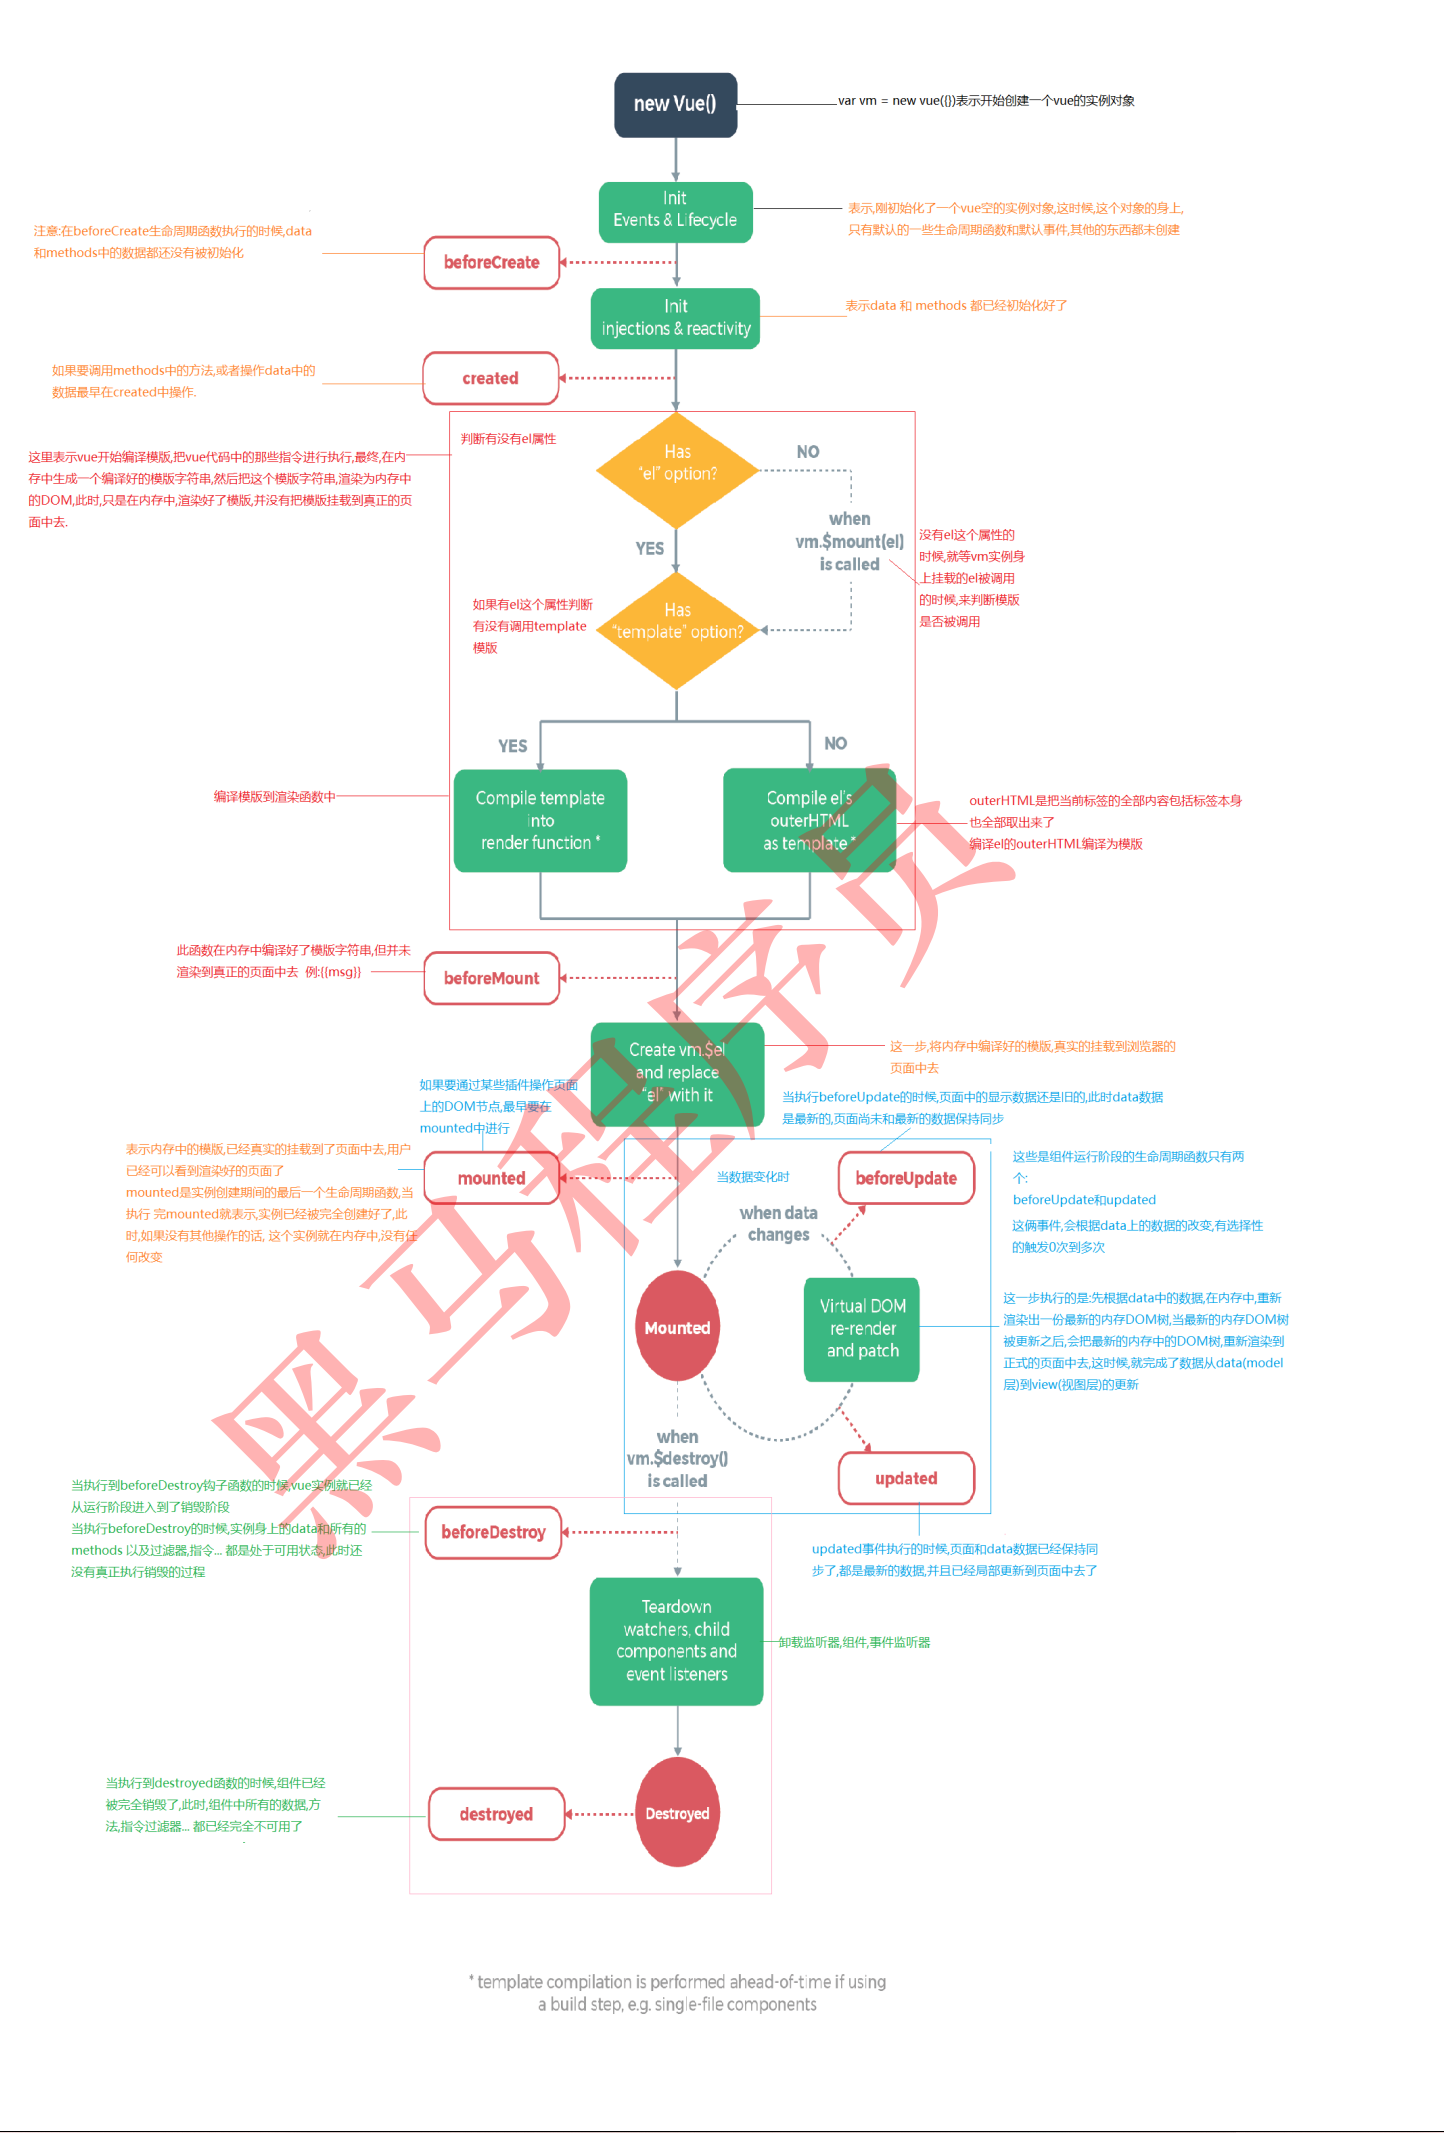 new Vue()
var vm = new vue({})表示开始创建一个vue的实例对象
Init
Events & Lifecycle
表示,刚初始化了一个vue空的实例对象,这时候,这个对象的身上,
只有默认的一些生命周期函数和默认事件,其他的东西都未创建
注意:在beforeCreate生命周期函数执行的时候,data
和methods中的数据都还没有被初始化
beforeCreate
Init
injections & reactivity
表示data 和 methods 都已经初始化好了
如果要调用methods中的方法,或者操作data中的
数据最早在created中操作.
created
判断有没有el属性
这里表示vue开始编译模版,把vue代码中的那些指令进行执行,最终,在内
存中生成一个编译好的模版字符串,然后把这个模版字符串,渲染为内存中
的DOM,此时,只是在内存中,渲染好了模版,并没有把模版挂载到真正的页
面中去.
Has
“el” option?
NO
when
vm.$mount(el)
is called
没有el这个属性的
时候,就等vm实例身
上挂载的el被调用
的时候,来判断模版
是否被调用
YES
如果有el这个属性判断
有没有调用template
模版
Has
“template” option?
YES
NO
编译模版到渲染函数中
Compile template
into
render function *
Compile el’s
outerHTML
as template *
outerHTML是把当前标签的全部内容包括标签本身
也全部取出来了
编译el的outerHTML编译为模版
此函数在内存中编译好了模版字符串,但并未
渲染到真正的页面中去 例:{{msg}}
beforeMount
Create vm.$el
and replace
“el” with it
这一步,将内存中编译好的模版,真实的挂载到浏览器的
页面中去
如果要通过某些插件操作页面
上的DOM节点,最早要在
mounted中进行
当执行beforeUpdate的时候,页面中的显示数据还是旧的,此时data数据
是最新的,页面尚未和最新的数据保持同步
表示内存中的模版,已经真实的挂载到了页面中去,用户
已经可以看到渲染好的页面了
mounted是实例创建期间的最后一个生命周期函数,当
执行 完mounted就表示,实例已经被完全创建好了,此
时,如果没有其他操作的话, 这个实例就在内存中,没有任
何改变
mounted
当数据变化时
beforeUpdate
这些是组件运行阶段的生命周期函数只有两
个:
beforeUpdate和updated
这俩事件,会根据data上的数据的改变,有选择性
的触发0次到多次
when data
changes
Mounted
Virtual DOM
re-render
and patch
这一步执行的是:先根据data中的数据,在内存中,重新
渲染出一份最新的内存DOM树,当最新的内存DOM树
被更新之后,会把最新的内存中的DOM树,重新渲染到
正式的页面中去,这时候,就完成了数据从data(model
层)到view(视图层)的更新
when
vm.$destroy()
is called
updated
updated事件执行的时候,页面和data数据已经保持同
步了,都是最新的数据,并且已经局部更新到页面中去了
当执行到beforeDestroy钩子函数的时候,vue实例就已经
从运行阶段进入到了销毁阶段
当执行beforeDestroy的时候,实例身上的data和所有的
methods 以及过滤器,指令... 都是处于可用状态,此时还
没有真正执行销毁的过程
beforeDestroy
Teardown
watchers, child
components and
event listeners
卸载监听器,组件,事件监听器
当执行到destroyed函数的时候,组件已经
被完全销毁了,此时,组件中所有的数据,方
法,指令过滤器... 都已经完全不可用了
destroyed
Destroyed
* template compilation is performed ahead-of-time if using
a build step, e.g. single-file components
黑马程序员